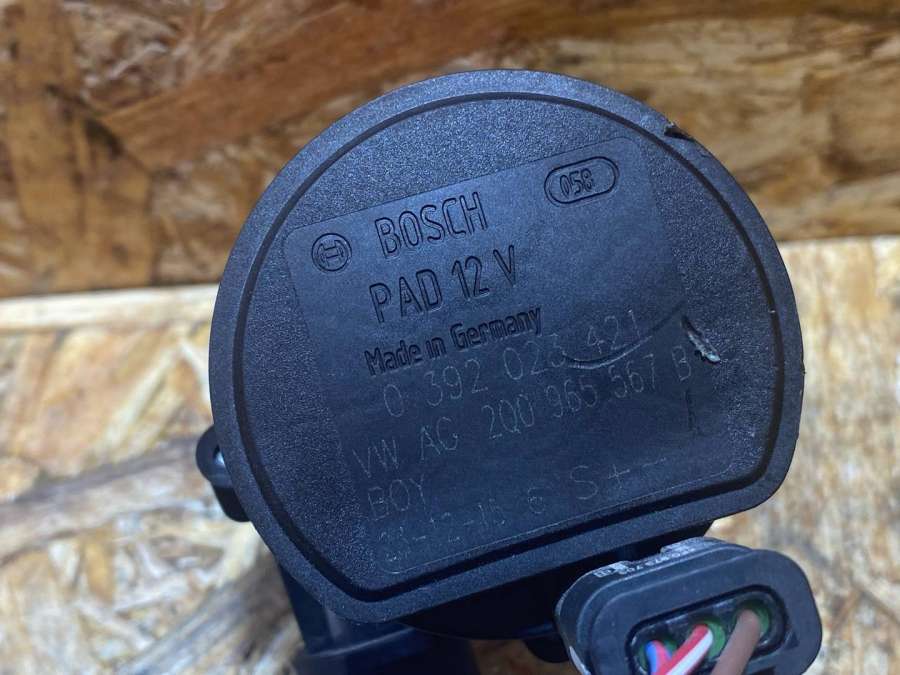 058
BOSCH
PAD 12 V
Made in Germany
0 392 023 421
VW AG 2Q0 965 567 B
BOY
S + -